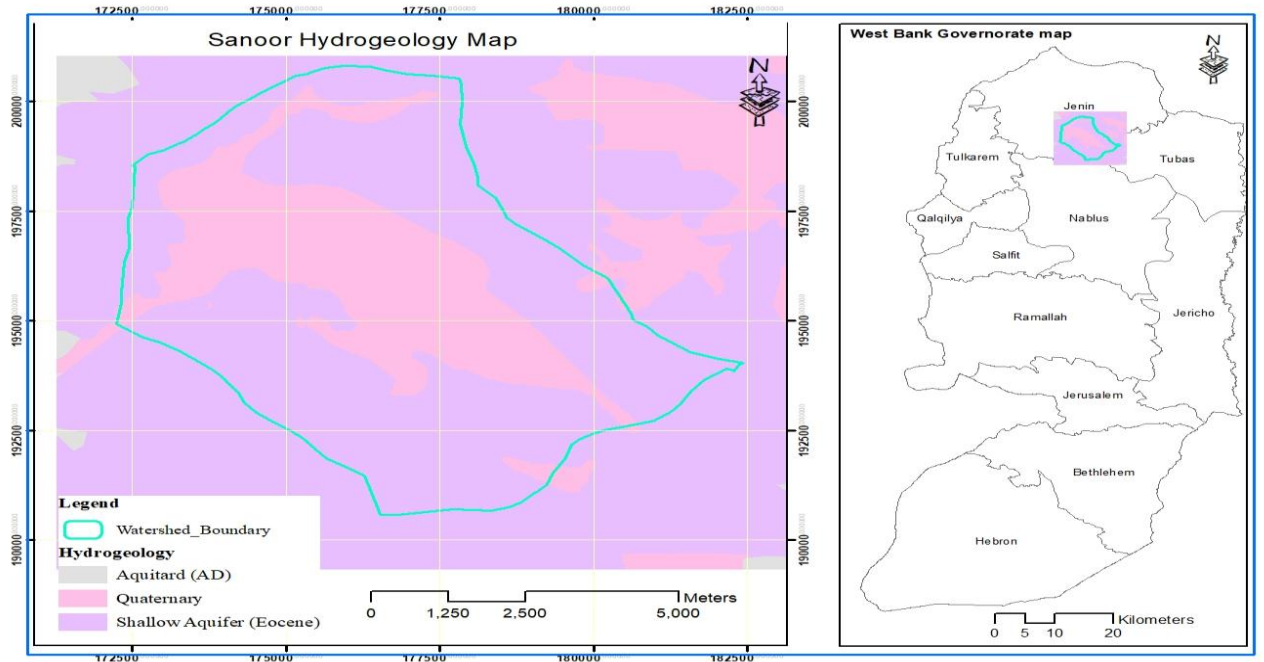 172500 175000 177500 180000 182500
Sanoor Hydrogeology Map
N
200000
197500
195000
192500
190000
200000
197500
195000
192500
190000
Legend
Watershed_Boundary
Hydrogeology
Aquitard (AD)
Quaternary
Shallow Aquifer (Eocene)
Meters
0 1,250 2,500 5,000
172500 175000 177500 180000 182500
West Bank Governorate map
N
Jenin
Tulkarem
Tubas
Qalqilya
Nablus
Salfit
Ramallah
Jericho
Jerusalem
Bethlehem
Hebron
Kilometers
0 5 10 20